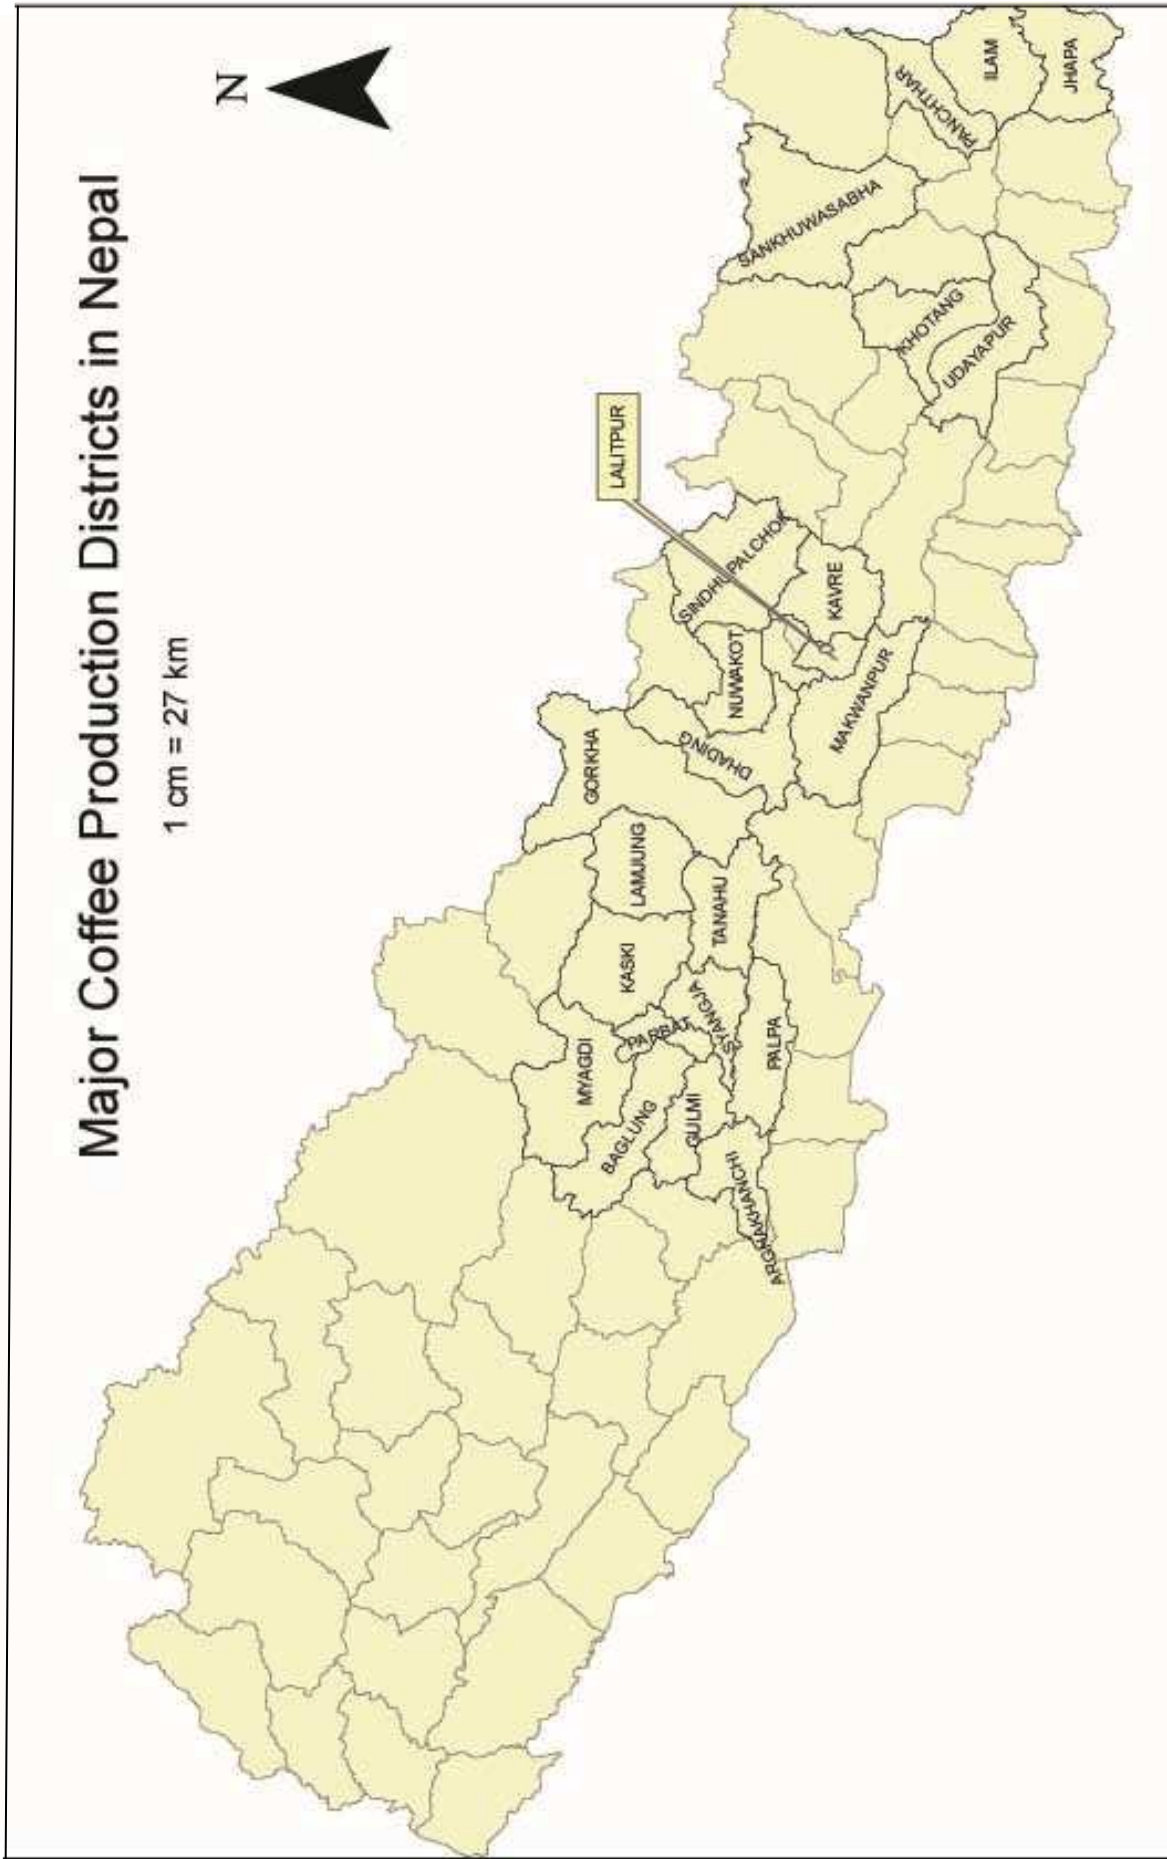 Major Coffee Production Districts in Nepal
1 cm = 27 km
N
MYAGDI
BAGLUNG
PARBAT
KASKI
LAMJUNG
GORKHA
GULMI
SYANGJA
TANAHU
ARGHAKHANCHI
PALPA
DHADING
NUWAKOT
SINDHUPALCHOK
LALITPUR
KAVRE
MAKWANPUR
SANKHUWASABHA
KHOTANG
UDAYAPUR
PANCHTHAR
ILAM
JHAPA